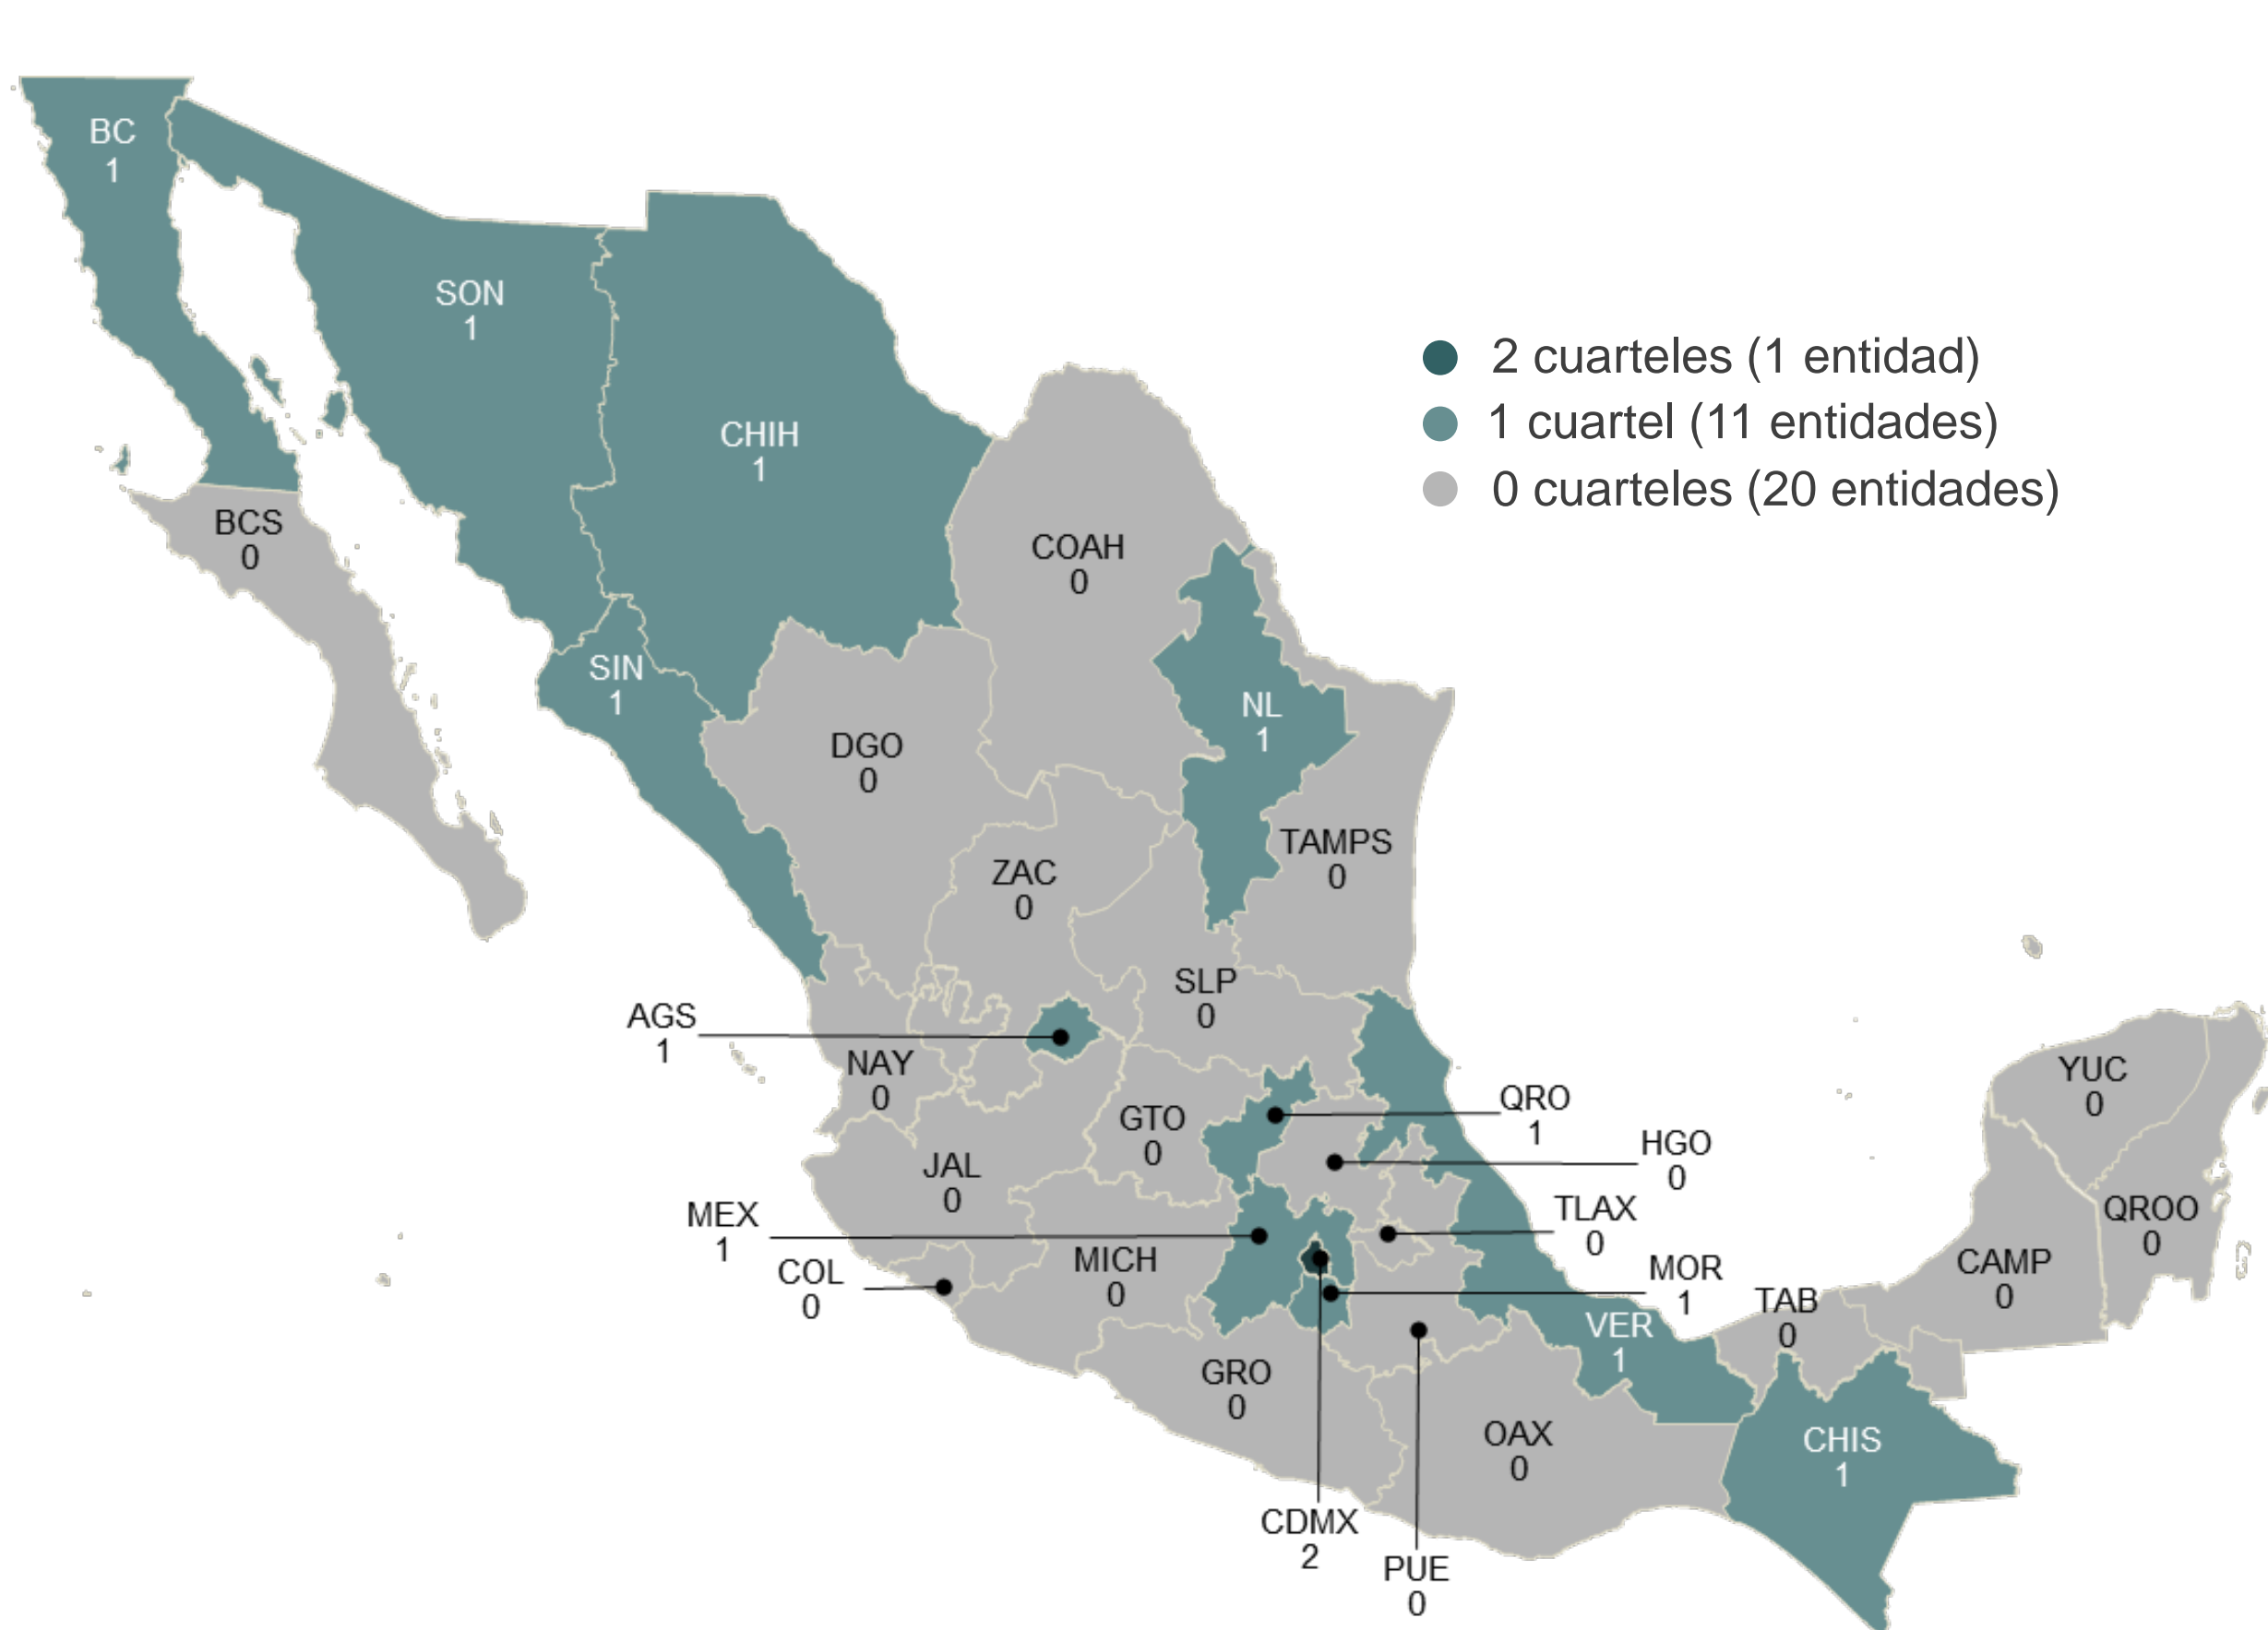 BC
1
SON
1
CHIH
1
2 cuarteles (1 entidad)
1 cuartel (11 entidades)
0 cuarteles (20 entidades)
BCS
0
COAH
0
SIN
1
NL
1
DGO
0
TAMPS
0
ZAC
0
SLP
0
AGS
1
NAY
0
GTO
0
QRO
1
HGO
0
YUC
0
JAL
0
MEX
1
TLAX
0
QROO
0
COL
0
MICH
0
MOR
1
CAMP
0
TAB
0
VER
1
GRO
0
OAX
0
CHIS
1
CDMX
2
PUE
0